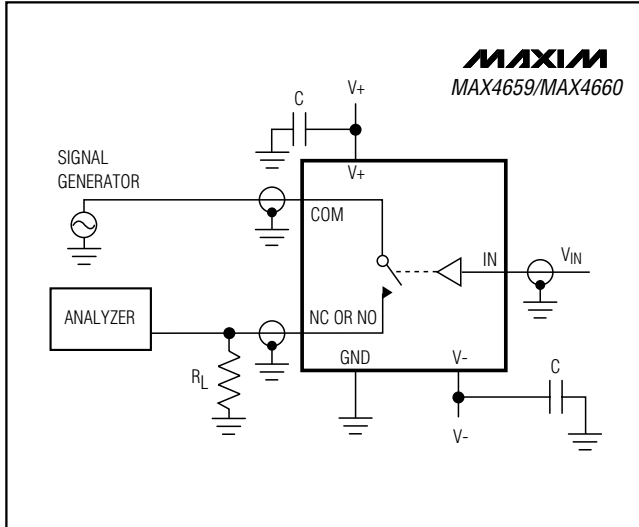 MAXIM
MAX4659/MAX4660
V+
C
V+
SIGNAL
GENERATOR
COM
IN
VIN
ANALYZER
NC OR NO
RL
GND
V-
C
V-